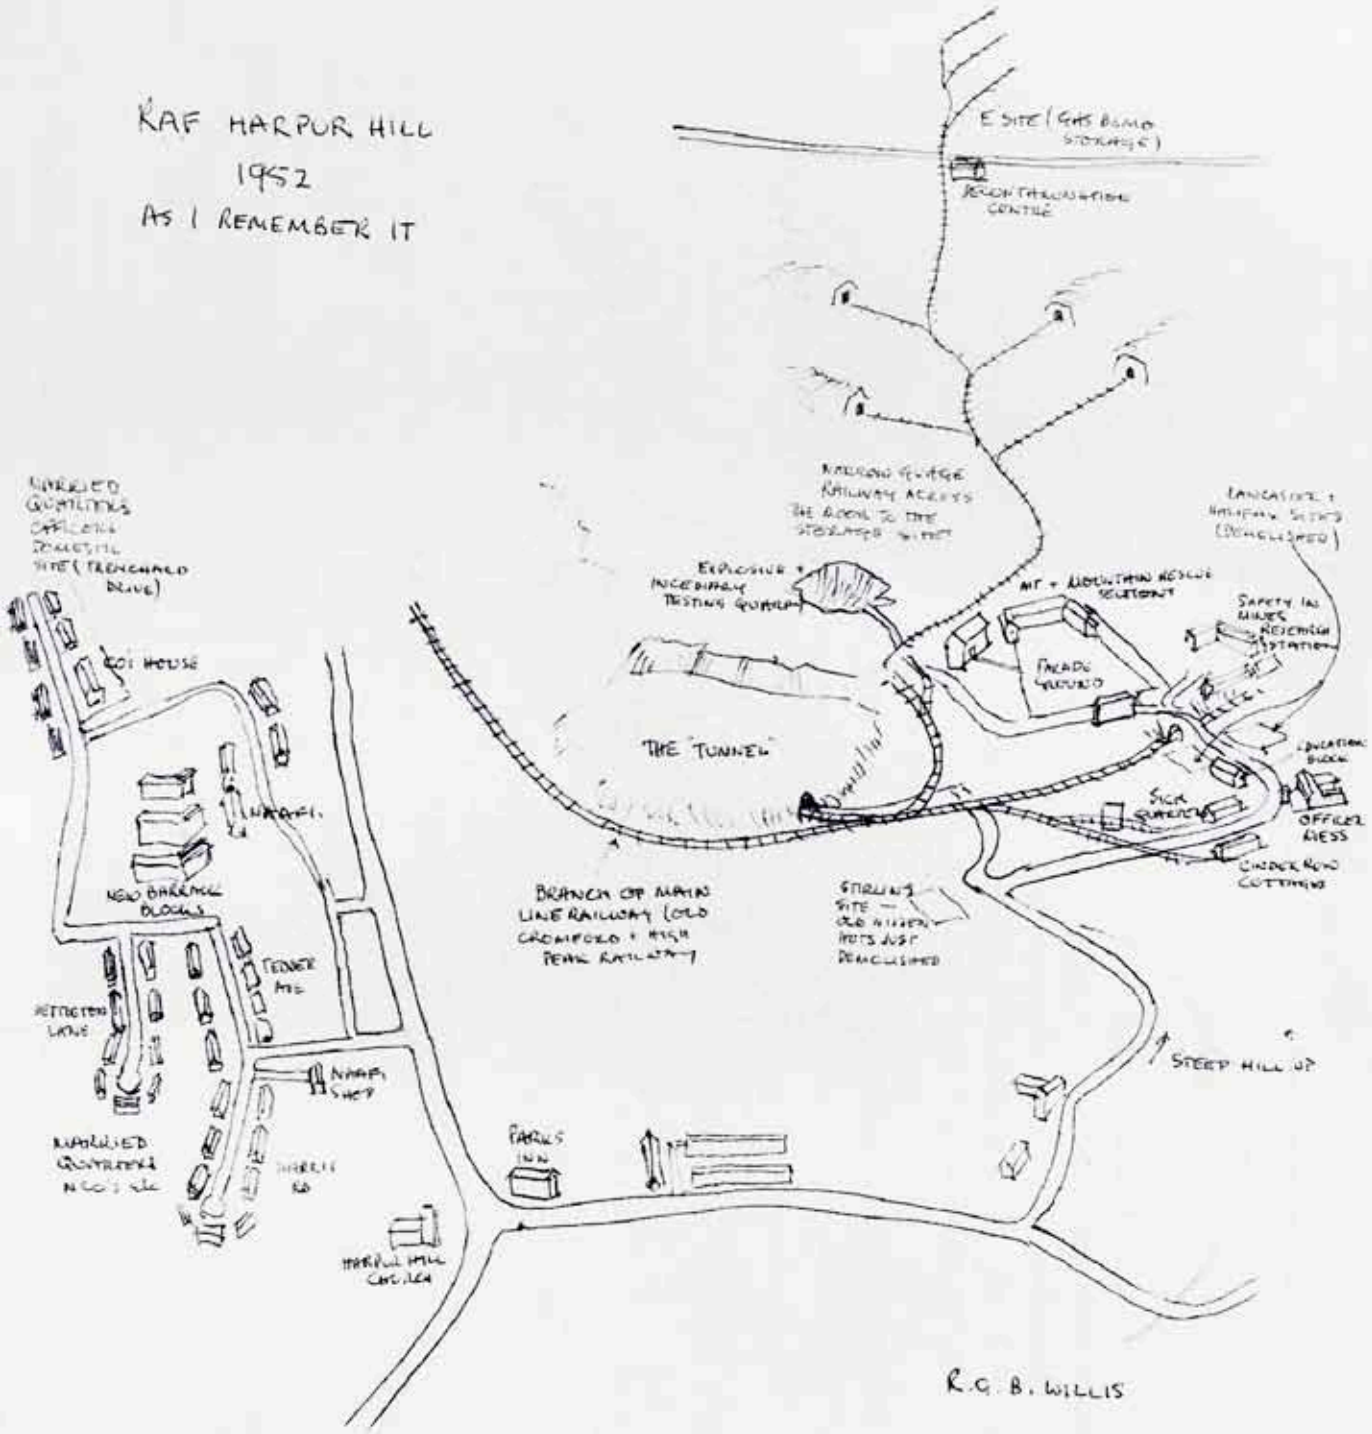 RAF HARPUR HILL
1952
AS I REMEMBER IT
E SITE (GAS BOMB
STORAGE)
DECONTAMINATION
CENTRE
NARROW GUAGE
RAILWAY ACROSS
THE ROAD TO THE
STORAGE SITES
LANCASTER +
HALIFAX SITES
(DEMOLISHED)
MARRIED
QUARTERS
OFFICERS
DOMESTIC
SITE (TRENCHARD
DRIVE)
EXPLOSIVE +
INCEDIARY
TESTING QUARRY
MT + MOUNTAIN RESCUE
SECTION
SAFETY IN
MINES
RESEARCH
STATION
CO'S HOUSE
PARADE
GROUND
THE "TUNNEL"
EDUCATION
BLOCK
SICK
QUARTERS
OFFICER
MESS
NAAFI
CINDER ROW
COTTAGES
NEW BARRACK
BLOCKS
BRANCH OF MAIN
LINE RAILWAY (OLD
CROMFORD + HIGH
PEAK RAILWAY
STIRLING
SITE —
OLD NISSEN
HUTS JUST
DEMOLISHED
TEDDER
AVE
NETTLETON
LANE
NAAFI
SHOP
STEEP HILL UP
MARRIED
QUARTERS
NCO'S etc
HARRIS
RD
PARKS
INN
HARPUR HILL
CHURCH
R.G.B. WILLIS